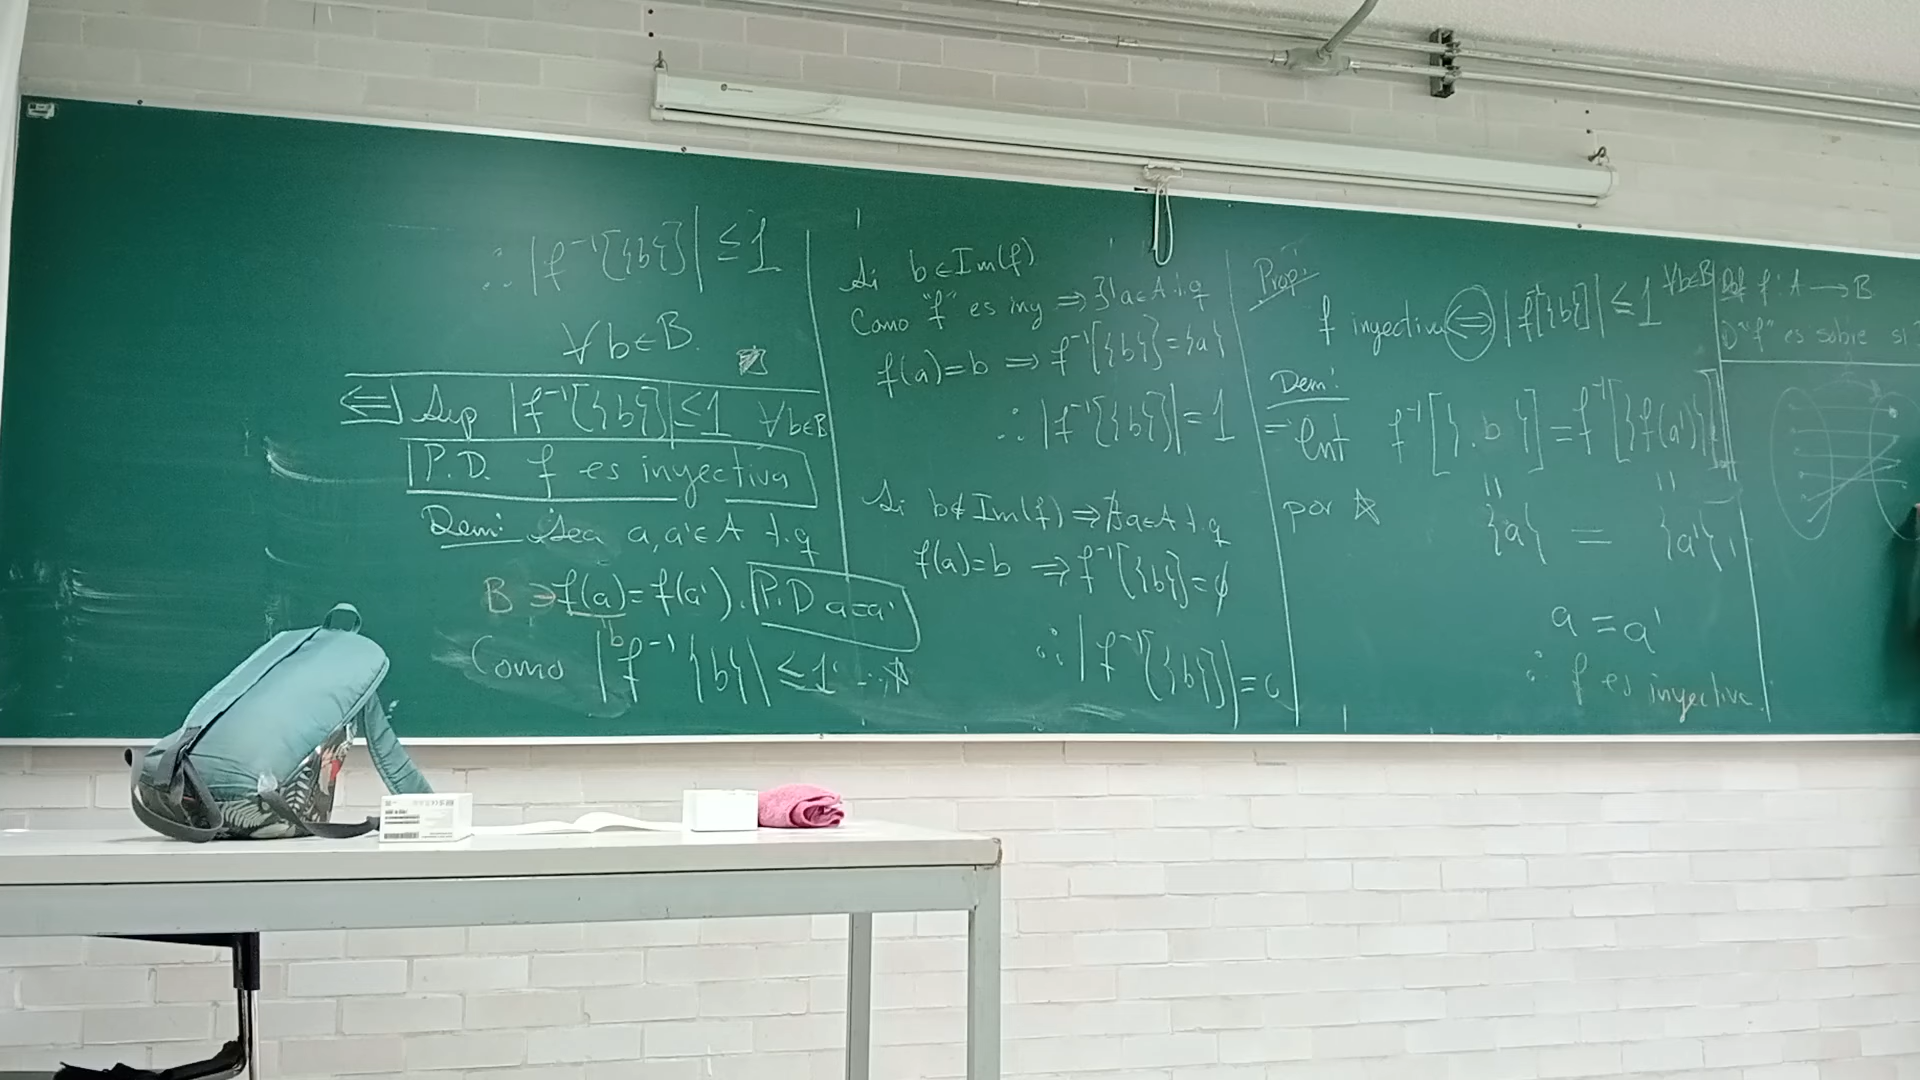 ∴ |f⁻¹[{b}]| ≤ 1
∀ b ∈ B.
⇐] Sup |f⁻¹[{b}]| ≤ 1 ∀b∈B
P.D. f es inyectiva
Dem: Sea a, a' ∈ A t.q
B ∋ f(a) = f(a'). P.D a=a'
"b
Como |f⁻¹{b}| ≤ 1 ...☆
Si b ∈ Im(f)
Como "f" es iny ⇒ ∃! a∈A t.q
f(a) = b ⇒ f⁻¹[{b}] = {a}
∴ |f⁻¹[{b}]| = 1
Si b ∉ Im(f) ⇒ ∄ a∈A t.q
f(a) = b ⇒ f⁻¹[{b}] = ∅
∴ |f⁻¹[{b}]| = 0
Prop:
f inyectiva ⇔ |f⁻¹[{b}]| ≤ 1 ∀b∈B
Dem:
Ent f⁻¹[{b}] = f⁻¹[{f(a')}]
por ☆ {a} = {a'}.
a = a'
∴ f es inyectiva.
Def f: A → B
"f" es sobre si